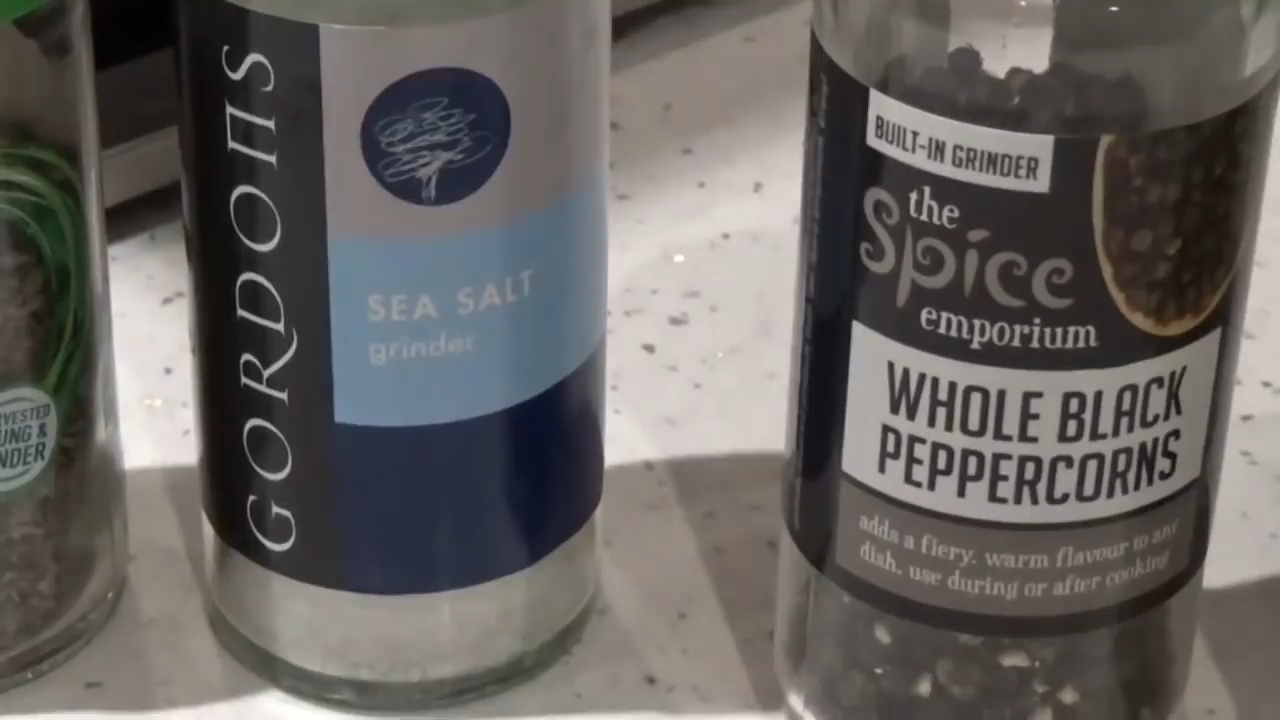 GORDONS
SEA SALT
grinder
BUILT-IN GRINDER
the
Spice
emporium
WHOLE BLACK
PEPPERCORNS
adds a fiery, warm flavour to any
dish, use during or after cooking